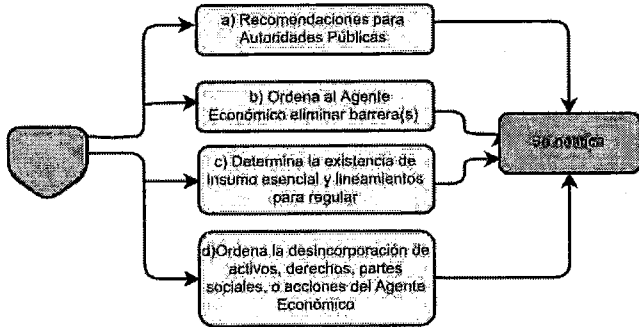 a) Recomendaciones para
Autoridades Públicas
b) Ordena al Agente
Económico eliminar barrera(s)
c) Determina la existencia de
insumo esencial y lineamientos
para regular
d)Ordena la desincorporación de
activos, derechos, partes
sociales, o acciones del Agente
Económico
Se notifica